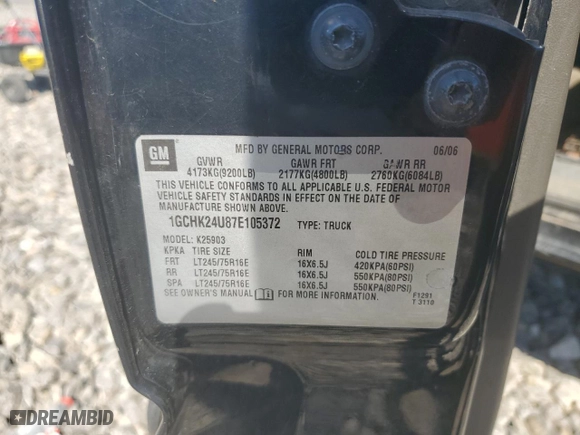 GM
MFD BY GENERAL MOTORS CORP. 06/06
GVWR GAWR FRT GAWR RR
4173KG(9200LB) 2177KG(4800LB) 2760KG(6084LB)
THIS VEHICLE CONFORMS TO ALL APPLICABLE U.S. FEDERAL MOTOR
VEHICLE SAFETY STANDARDS IN EFFECT ON THE DATE OF
MANUFACTURE SHOWN ABOVE.
1GCHK24U87E105372 TYPE: TRUCK
MODEL: K25903
KPKA TIRE SIZE RIM COLD TIRE PRESSURE
FRT LT245/75R16E 16X6.5J 420KPA(60PSI)
RR LT245/75R16E 16X6.5J 550KPA(80PSI)
SPA LT245/75R16E 16X6.5J 550KPA(80PSI)
SEE OWNER'S MANUAL FOR MORE INFORMATION. F1291
T 3118
DREAMBID